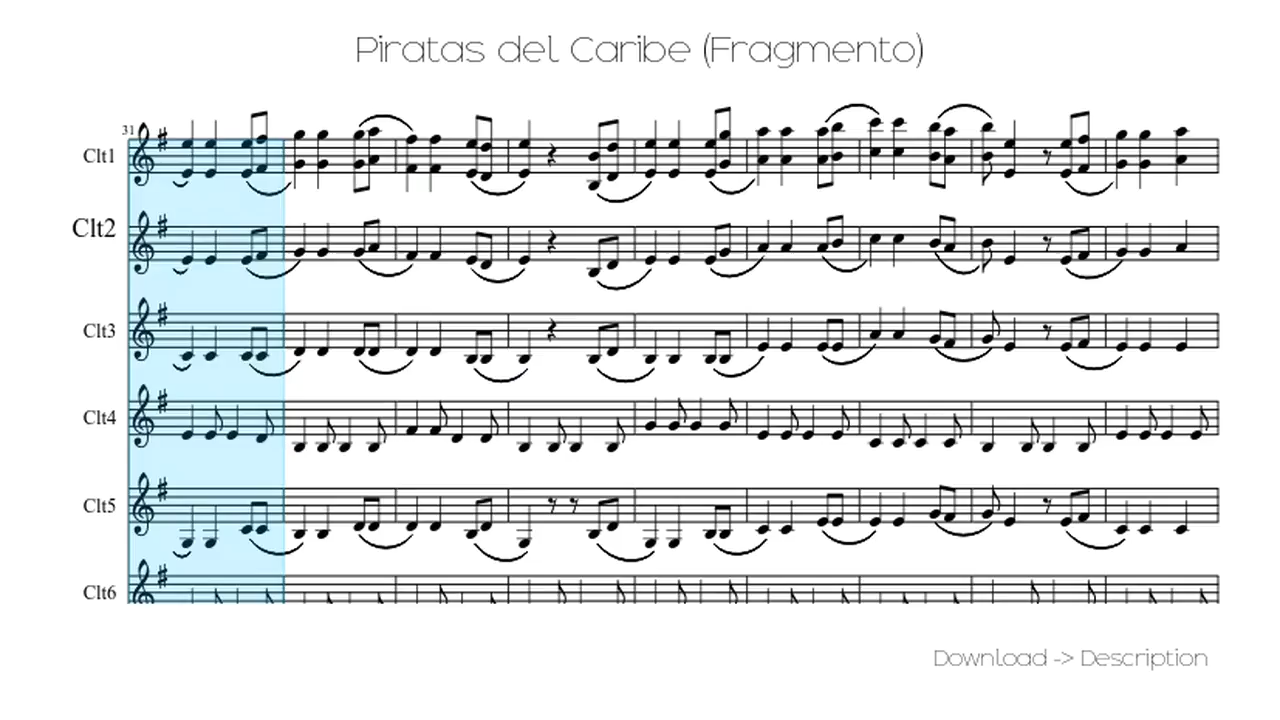 Piratas del Caribe (Fragmento)
31
Clt1
Clt2
Clt3
Clt4
Clt5
Clt6
Download -> Description